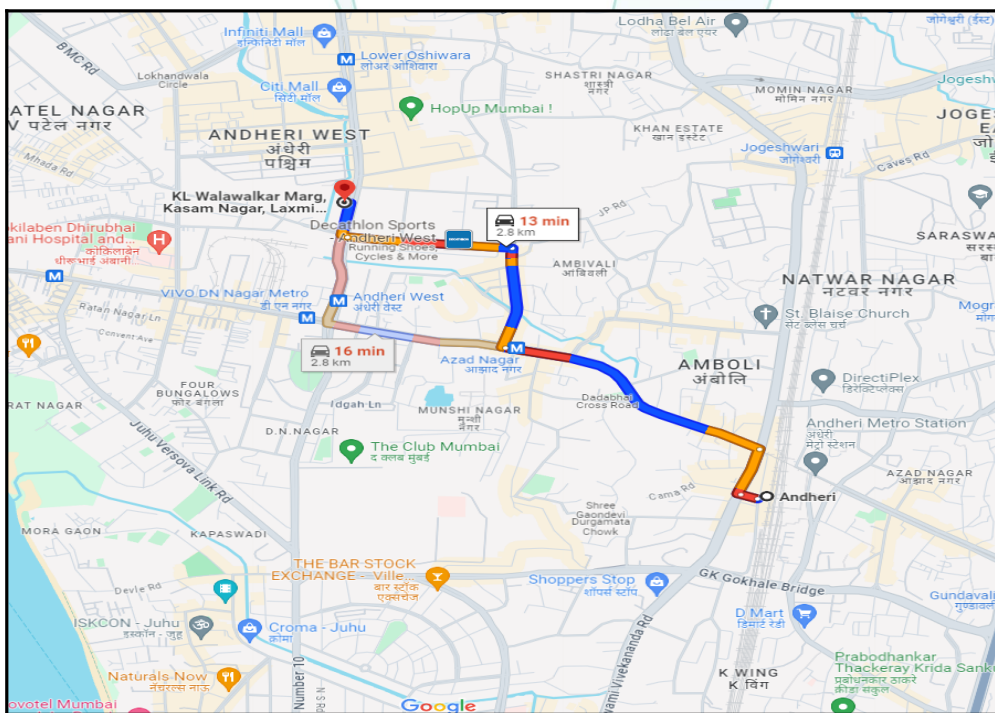 Lodha Bel Air
लोढा बेल एयर
जोगेश्वरी (ईस्ट)
Infiniti Mall
इन्फिनिटी मॉल
BMC Rd
Lower Oshiwara
लोअर ओशिवारा
Lokhandwala
Circle
Citi Mall
सिटी मॉल
SHASTRI NAGAR
शास्त्री
नगर
MOMIN NAGAR
मोमिन नगर
Jogeshw
ATEL NAGAR
V पटेल नगर
HopUp Mumbai !
ANDHERI WEST
अंधेरी
पश्चिम
KHAN ESTATE
खान इस्टेट
JOGES
EA
Jogeshwari
जोगेश्वरी
Caves Rd
Mhada Rd
KL Walawalkar Marg,
Kasam Nagar, Laxmi...
JP Rd
13 min
2.8 km
Decathlon Sports
- Andheri West
Running Shoes,
Cycles & More
DECATHLON
okilaben Dhirubhai
ani Hospital and...
कोकिलाबेन
धीरूभाई अंबानी
SARASW
AMBIVALI
आंबिवली
NATWAR NAGAR
नटवर नगर
VIVO DN Nagar Metro
डी एन नगर
Andheri West
अंधेरी वेस्ट
Ratan Nagar Ln
Convent Ave
St. Blaise Church
सेंट ब्लेस चर्च
Mogr
16 min
2.8 km
Azad Nagar
आझाद नगर
AMBOLI
अंबोलि
DirectiPlex
डिरेक्टिप्लेक्स
FOUR
BUNGALOWS
फोर बंगला
RAT NAGAR
Idgah Ln
MUNSHI NAGAR
मुन्शी
नगर
Dadabhai
Cross Road
D.N.NAGAR
Andheri Metro Station
अंधेरी
मेट्रो स्टेशन
Juhu Versova Link Rd
The Club Mumbai
द क्लब मुंबई
AZAD NAGAR
आझाद नगर
Cama Rd
Andheri
MORA GAON
KAPASWADI
Shree
Gaondevi
Durgamata
Chowk
THE BAR STOCK
EXCHANGE - Ville...
बार स्टॉक
एक्सचेंज
Shoppers Stop
शॉपर्स स्टॉप
GK Gokhale Bridge
Devle Rd
Gundavali
D Mart
डिमार्ट रेडी
ISKCON - Juhu
इस्कॉन - जुहू
Croma - Juhu
क्रोमा
Number 10
N S Rd
wami Vivekananda Rd
K WING
K विंग
Prabodhankar
Thackeray Krida Sanku
प्रबोधनकार ठाकरे
क्रीडा संकुल
Naturals Now
नॅचरल्स नाऊ
ovotel Mumbai
Google